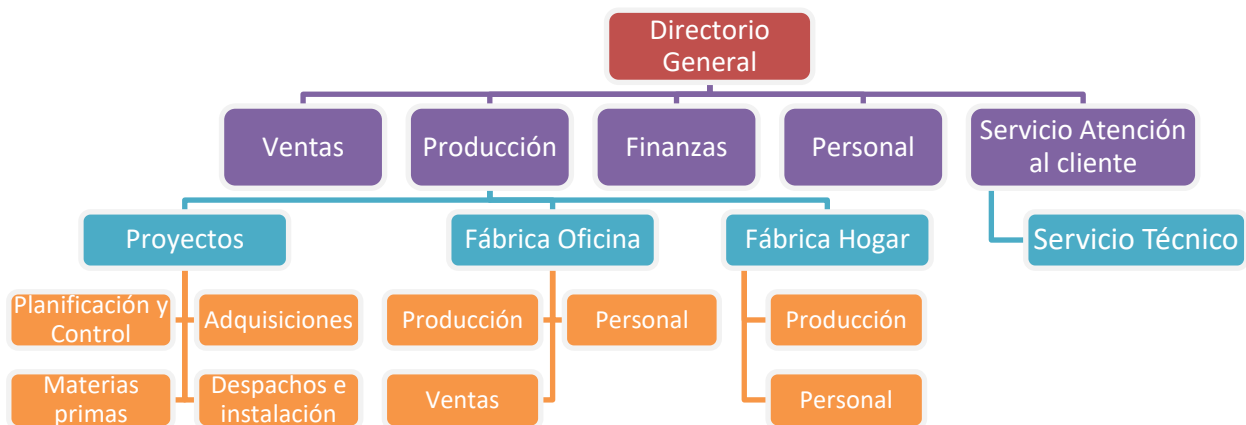 Directorio
General
Ventas
Producción
Finanzas
Personal
Servicio Atención
al cliente
Proyectos
Fábrica Oficina
Fábrica Hogar
Servicio Técnico
Planificación y
Control
Adquisiciones
Producción
Personal
Producción
Materias
primas
Despachos e
instalación
Ventas
Personal